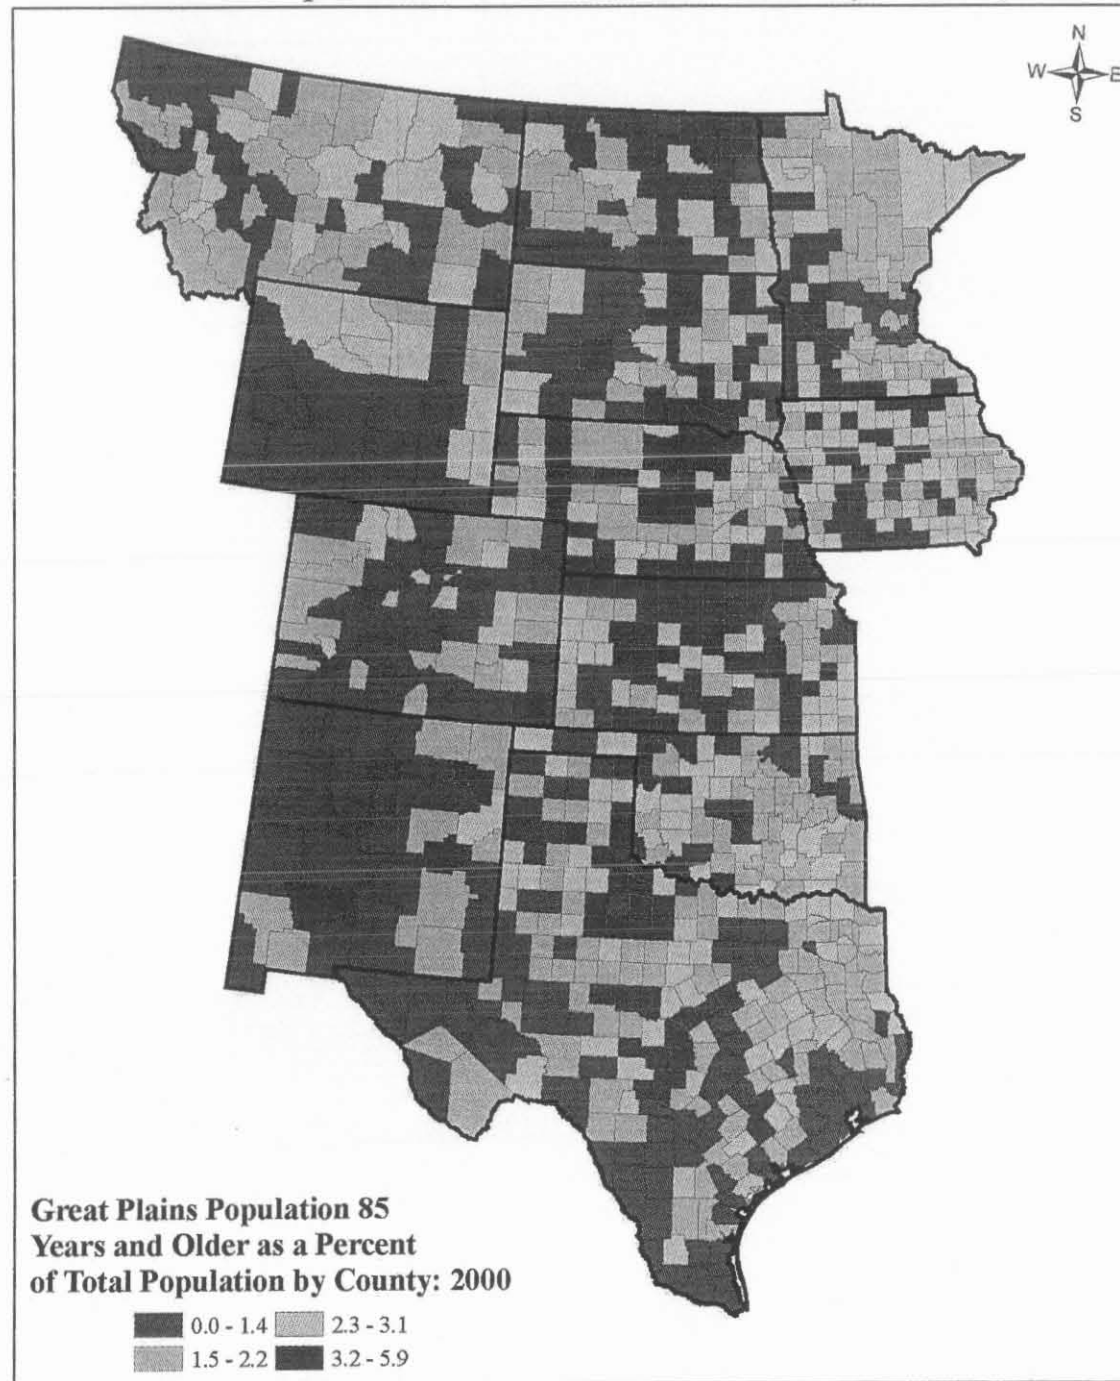 N
W E
S
Great Plains Population 85
Years and Older as a Percent
of Total Population by County: 2000
0.0 - 1.4 2.3 - 3.1
1.5 - 2.2 3.2 - 5.9